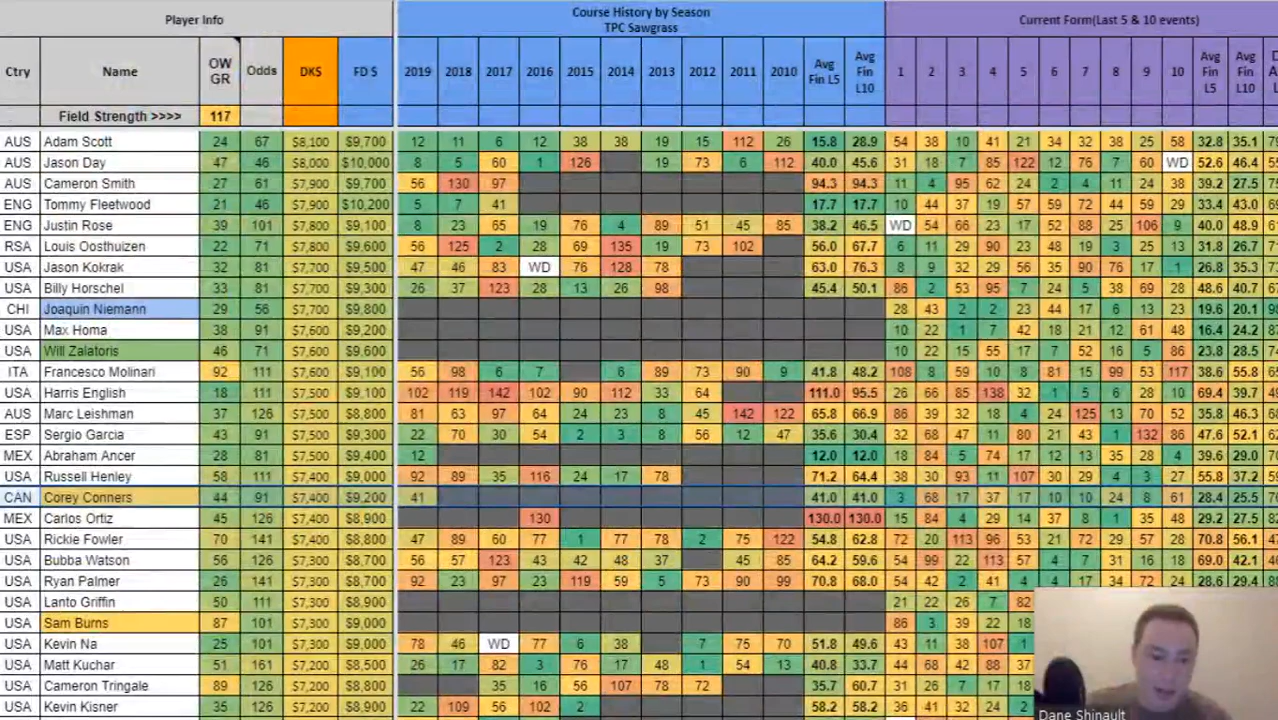 Player Info
Course History by Season
TPC Sawgrass
Current Form(Last 5 & 10 events)
Ctry Name OW GR Odds DK$ FD $ 2019 2018 2017 2016 2015 2014 2013 2012 2011 2010 Avg Fin L5 Avg Fin L10 1 2 3 4 5 6 7 8 9 10 Avg Fin L5 Avg Fin L10
Field Strength >>>> 117
AUS Adam Scott 24 67 $8,100 $9,700 12 11 6 12 38 38 19 15 112 26 15.8 28.9 54 38 10 41 21 34 32 38 25 58 32.8 35.1
AUS Jason Day 47 46 $8,000 $10,000 8 5 60 1 126 19 73 6 112 40.0 45.6 31 18 7 85 122 12 76 7 60 WD 52.6 46.4
AUS Cameron Smith 27 61 $7,900 $9,700 56 130 97 94.3 94.3 11 4 95 62 24 2 4 11 24 38 39.2 27.5
ENG Tommy Fleetwood 21 46 $7,900 $10,200 5 7 41 17.7 17.7 10 44 37 19 57 59 72 44 59 29 33.4 43.0
ENG Justin Rose 39 101 $7,800 $9,100 8 23 65 19 76 4 89 51 45 85 38.2 46.5 WD 54 66 23 17 52 88 25 106 9 40.0 48.9
RSA Louis Oosthuizen 22 71 $7,800 $9,600 56 125 2 28 69 135 19 73 102 56.0 67.7 6 11 29 90 23 48 19 3 25 13 31.8 26.7
USA Jason Kokrak 32 81 $7,700 $9,500 47 46 83 WD 76 128 78 63.0 76.3 8 9 32 29 56 35 90 76 17 1 26.8 35.3
USA Billy Horschel 33 81 $7,700 $9,300 26 37 123 28 13 26 98 45.4 50.1 86 2 53 95 7 5 38 69 28 48.6 40.7
CHI Joaquin Niemann 29 56 $7,700 $9,800 28 43 2 2 23 44 17 6 13 23 19.6 20.1
USA Max Homa 38 91 $7,600 $9,200 10 22 1 7 42 18 21 12 61 48 16.4 24.2
USA Will Zalatoris 46 71 $7,600 $9,600 10 22 15 55 17 7 52 16 5 86 23.8 28.5
ITA Francesco Molinari 92 111 $7,600 $9,100 56 98 6 7 6 89 73 90 9 41.8 48.2 108 8 59 10 8 81 15 99 53 117 38.6 55.8
USA Harris English 18 111 $7,500 $9,100 102 119 142 102 90 112 33 64 111.0 95.5 26 66 85 138 32 1 5 6 28 10 69.4 39.7
AUS Marc Leishman 37 126 $7,500 $8,800 81 63 97 64 24 23 8 45 142 122 65.8 66.9 86 39 32 18 4 24 125 13 70 52 35.8 46.3
ESP Sergio Garcia 43 91 $7,500 $9,300 22 70 30 54 2 3 8 56 12 47 35.6 30.4 32 68 47 11 80 21 43 1 132 86 47.6 52.1
MEX Abraham Ancer 28 81 $7,500 $9,400 12 12.0 12.0 18 84 5 74 17 12 13 35 28 4 39.6 29.0
USA Russell Henley 58 111 $7,400 $9,000 92 89 35 116 24 17 78 71.2 64.4 38 30 93 11 107 30 29 4 3 27 55.8 37.2
CAN Corey Conners 44 91 $7,400 $9,200 41 41.0 41.0 3 68 17 37 17 10 10 24 8 61 28.4 25.5
MEX Carlos Ortiz 45 126 $7,400 $8,900 130 130.0 130.0 15 84 4 29 14 37 8 1 35 48 29.2 27.5
USA Rickie Fowler 70 141 $7,400 $8,800 47 89 60 77 1 77 78 2 75 122 54.8 62.8 72 20 113 96 53 21 72 29 57 28 70.8 56.1
USA Bubba Watson 56 126 $7,300 $8,700 56 57 123 43 42 48 37 45 85 64.2 59.6 54 99 22 113 57 4 31 16 18 69.0 42.1
USA Ryan Palmer 26 141 $7,300 $8,800 92 23 97 23 119 59 5 73 90 99 70.8 68.0 54 42 2 41 4 4 17 34 72 24 28.6 29.4
USA Lanto Griffin 50 111 $7,300 $8,900 21 22 26 7 82
USA Sam Burns 87 101 $7,300 $9,000 86 3 39 22 18
USA Kevin Na 25 101 $7,300 $8,900 78 46 WD 77 6 38 7 75 70 51.8 49.6 43 11 38 107 1
USA Matt Kuchar 51 161 $7,200 $8,500 26 17 82 3 76 17 48 1 54 13 40.8 33.7 44 68 42 88 37
USA Cameron Tringale 89 126 $7,200 $8,800 35 16 56 107 78 72 35.7 60.7 31 26 7 17 18
USA Kevin Kisner 35 126 $7,200 $8,900 22 109 56 102 2 58.2 58.2 36 41 32 24 2
Dane Shinault